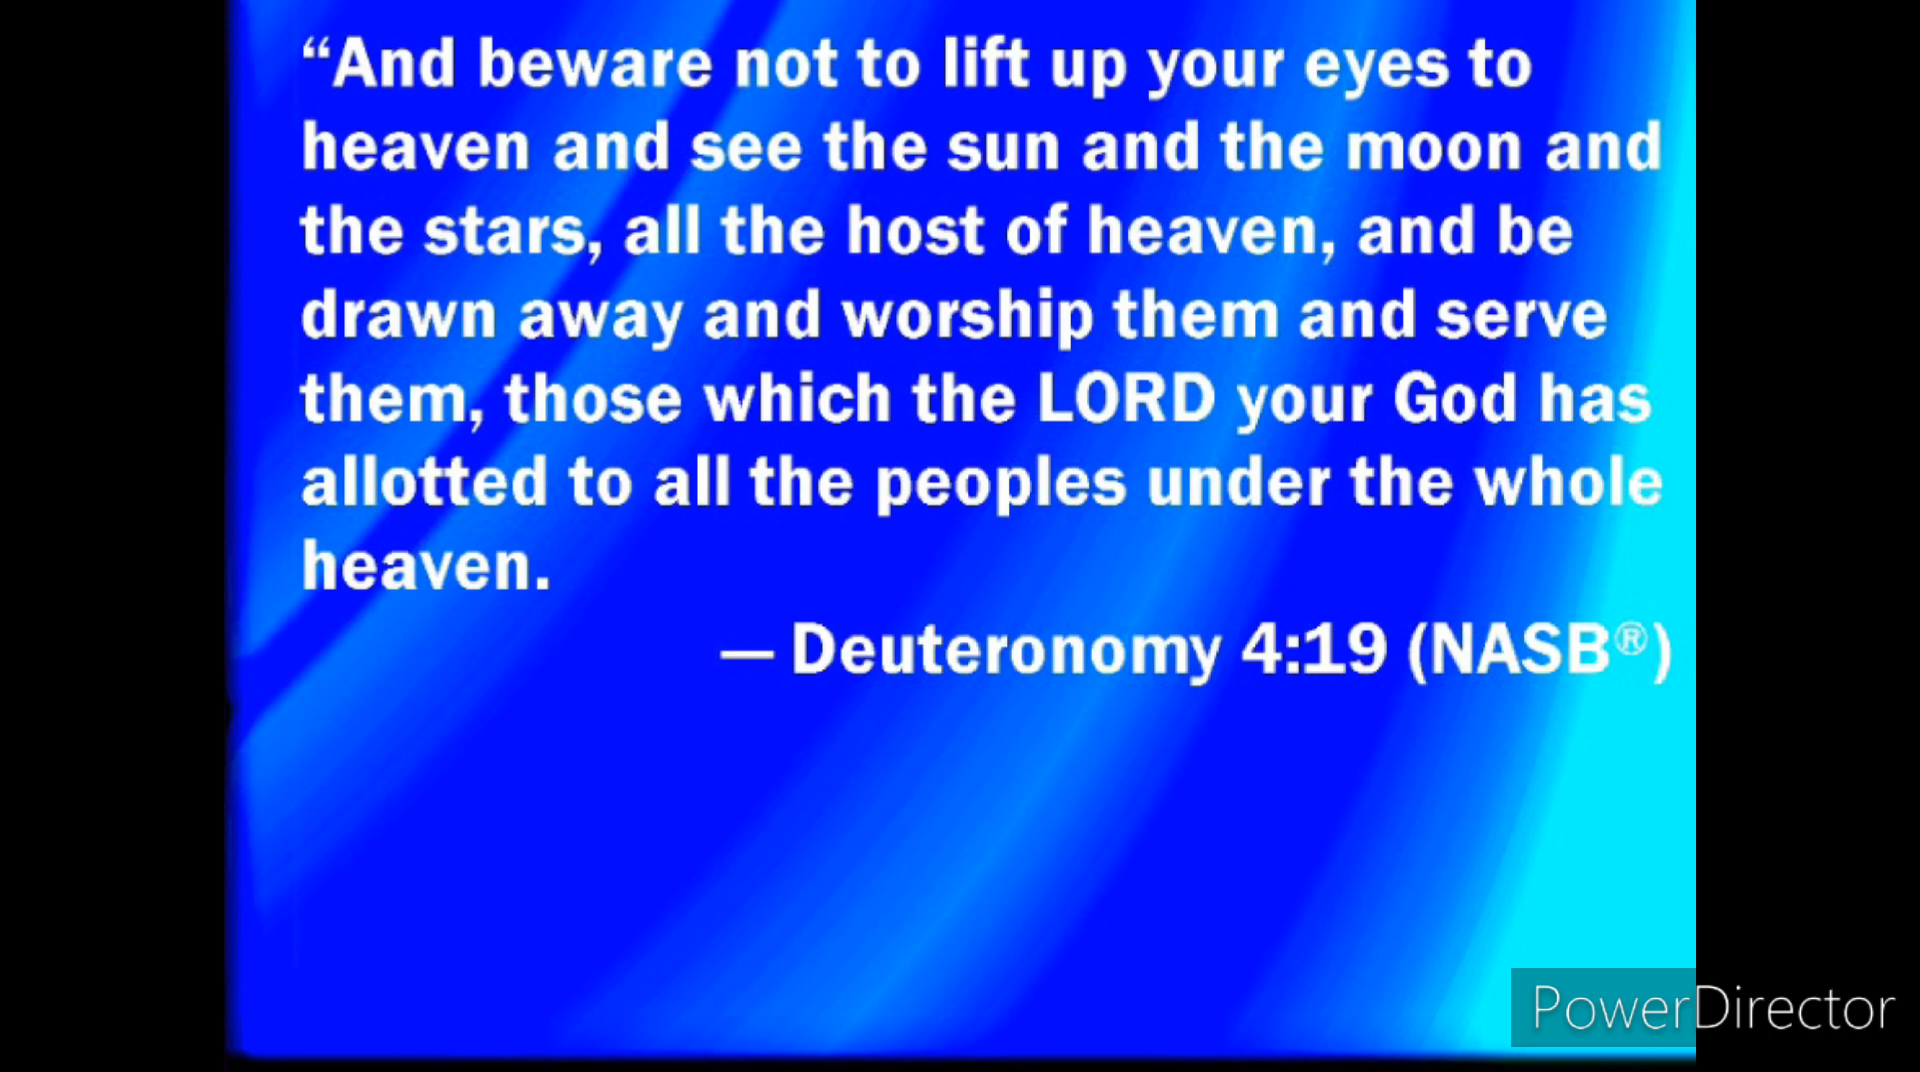 “And beware not to lift up your eyes to
heaven and see the sun and the moon and
the stars, all the host of heaven, and be
drawn away and worship them and serve
them, those which the LORD your God has
allotted to all the peoples under the whole
heaven.
— Deuteronomy 4:19 (NASB®)
PowerDirector